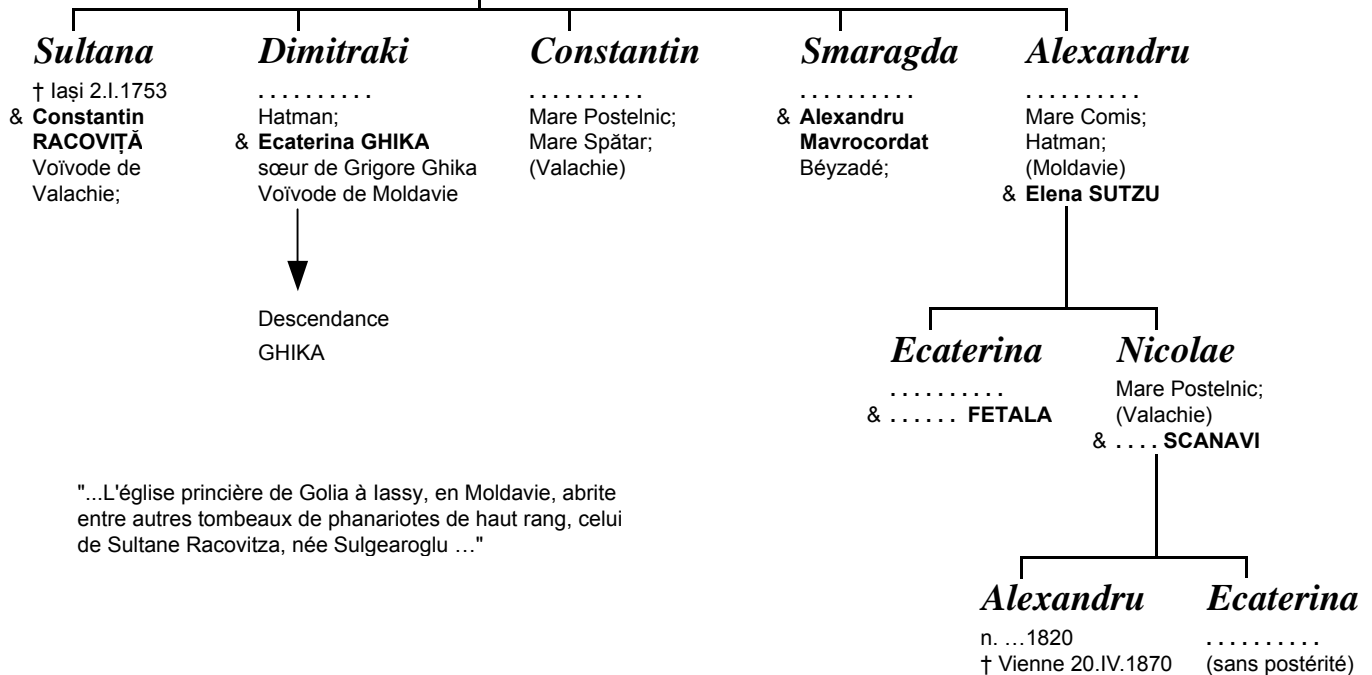 Sultana
† Iași 2.I.1753
& Constantin
RACOVIȚĂ
Voïvode de
Valachie;
Dimitraki
. . . . . . . . . .
Hatman;
& Ecaterina GHIKA
sœur de Grigore Ghika
Voïvode de Moldavie
Descendance
GHIKA
Constantin
. . . . . . . . . .
Mare Postelnic;
Mare Spătar;
(Valachie)
Smaragda
. . . . . . . . . .
& Alexandru
Mavrocordat
Béyzadé;
Alexandru
. . . . . . . . . .
Mare Comis;
Hatman;
(Moldavie)
& Elena SUTZU
Ecaterina
. . . . . . . . . .
& . . . . . . FETALA
Nicolae
Mare Postelnic;
(Valachie)
& . . . . SCANAVI
"...L'église princière de Golia à Iassy, en Moldavie, abrite
entre autres tombeaux de phanariotes de haut rang, celui
de Sultane Racovitza, née Sulgearoglu …"
Alexandru
n. …1820
† Vienne 20.IV.1870
Ecaterina
. . . . . . . . . .
(sans postérité)